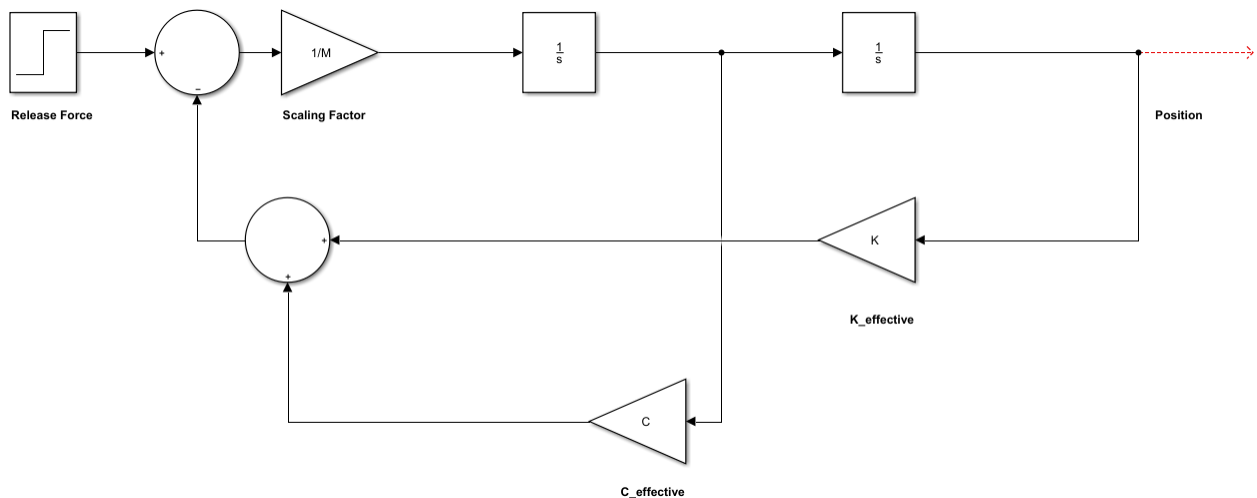 +
−
1/M
1
s
1
s
Release Force
Scaling Factor
Position
+
+
K
K_effective
C
C_effective